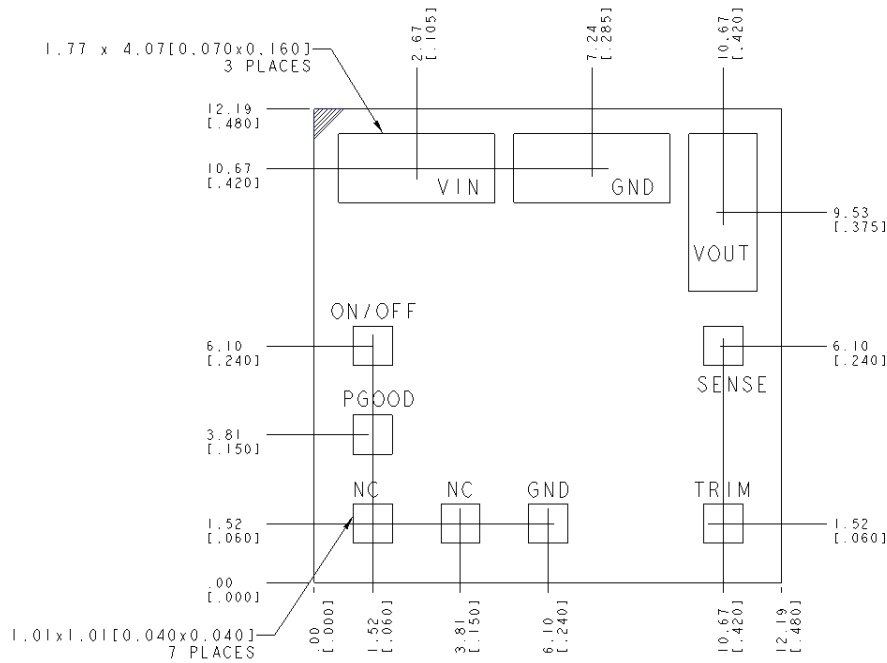 1.77 x 4.07[0.070x0.160]
3 PLACES
2.67
[.105]
7.24
[.285]
10.67
[.420]
12.19
[.480]
10.67
[.420]
VIN
GND
VOUT
9.53
[.375]
ON/OFF
6.10
[.240]
SENSE
6.10
[.240]
PGOOD
3.81
[.150]
NC
NC
GND
TRIM
1.52
[.060]
1.52
[.060]
.00
[.000]
1.01x1.01[0.040x0.040]
7 PLACES
.00
[.000]
1.52
[.060]
3.81
[.150]
6.10
[.240]
10.67
[.420]
12.19
[.480]